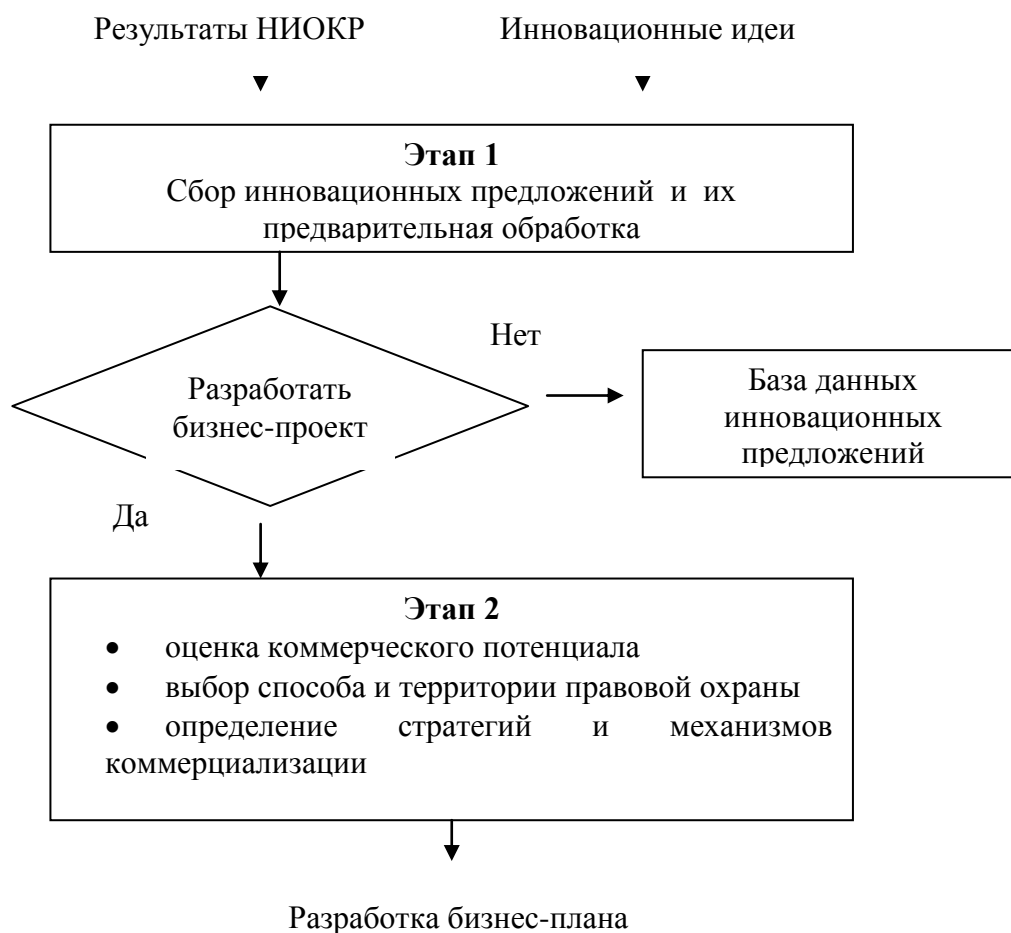 Результаты НИОКР
Инновационные идеи
Этап 1
Сбор инновационных предложений и их
предварительная обработка
Нет
Разработать
бизнес-проект
База данных
инновационных
предложений
Да
Этап 2
• оценка коммерческого потенциала
• выбор способа и территории правовой охраны
• определение стратегий и механизмов
коммерциализации
Разработка бизнес-плана